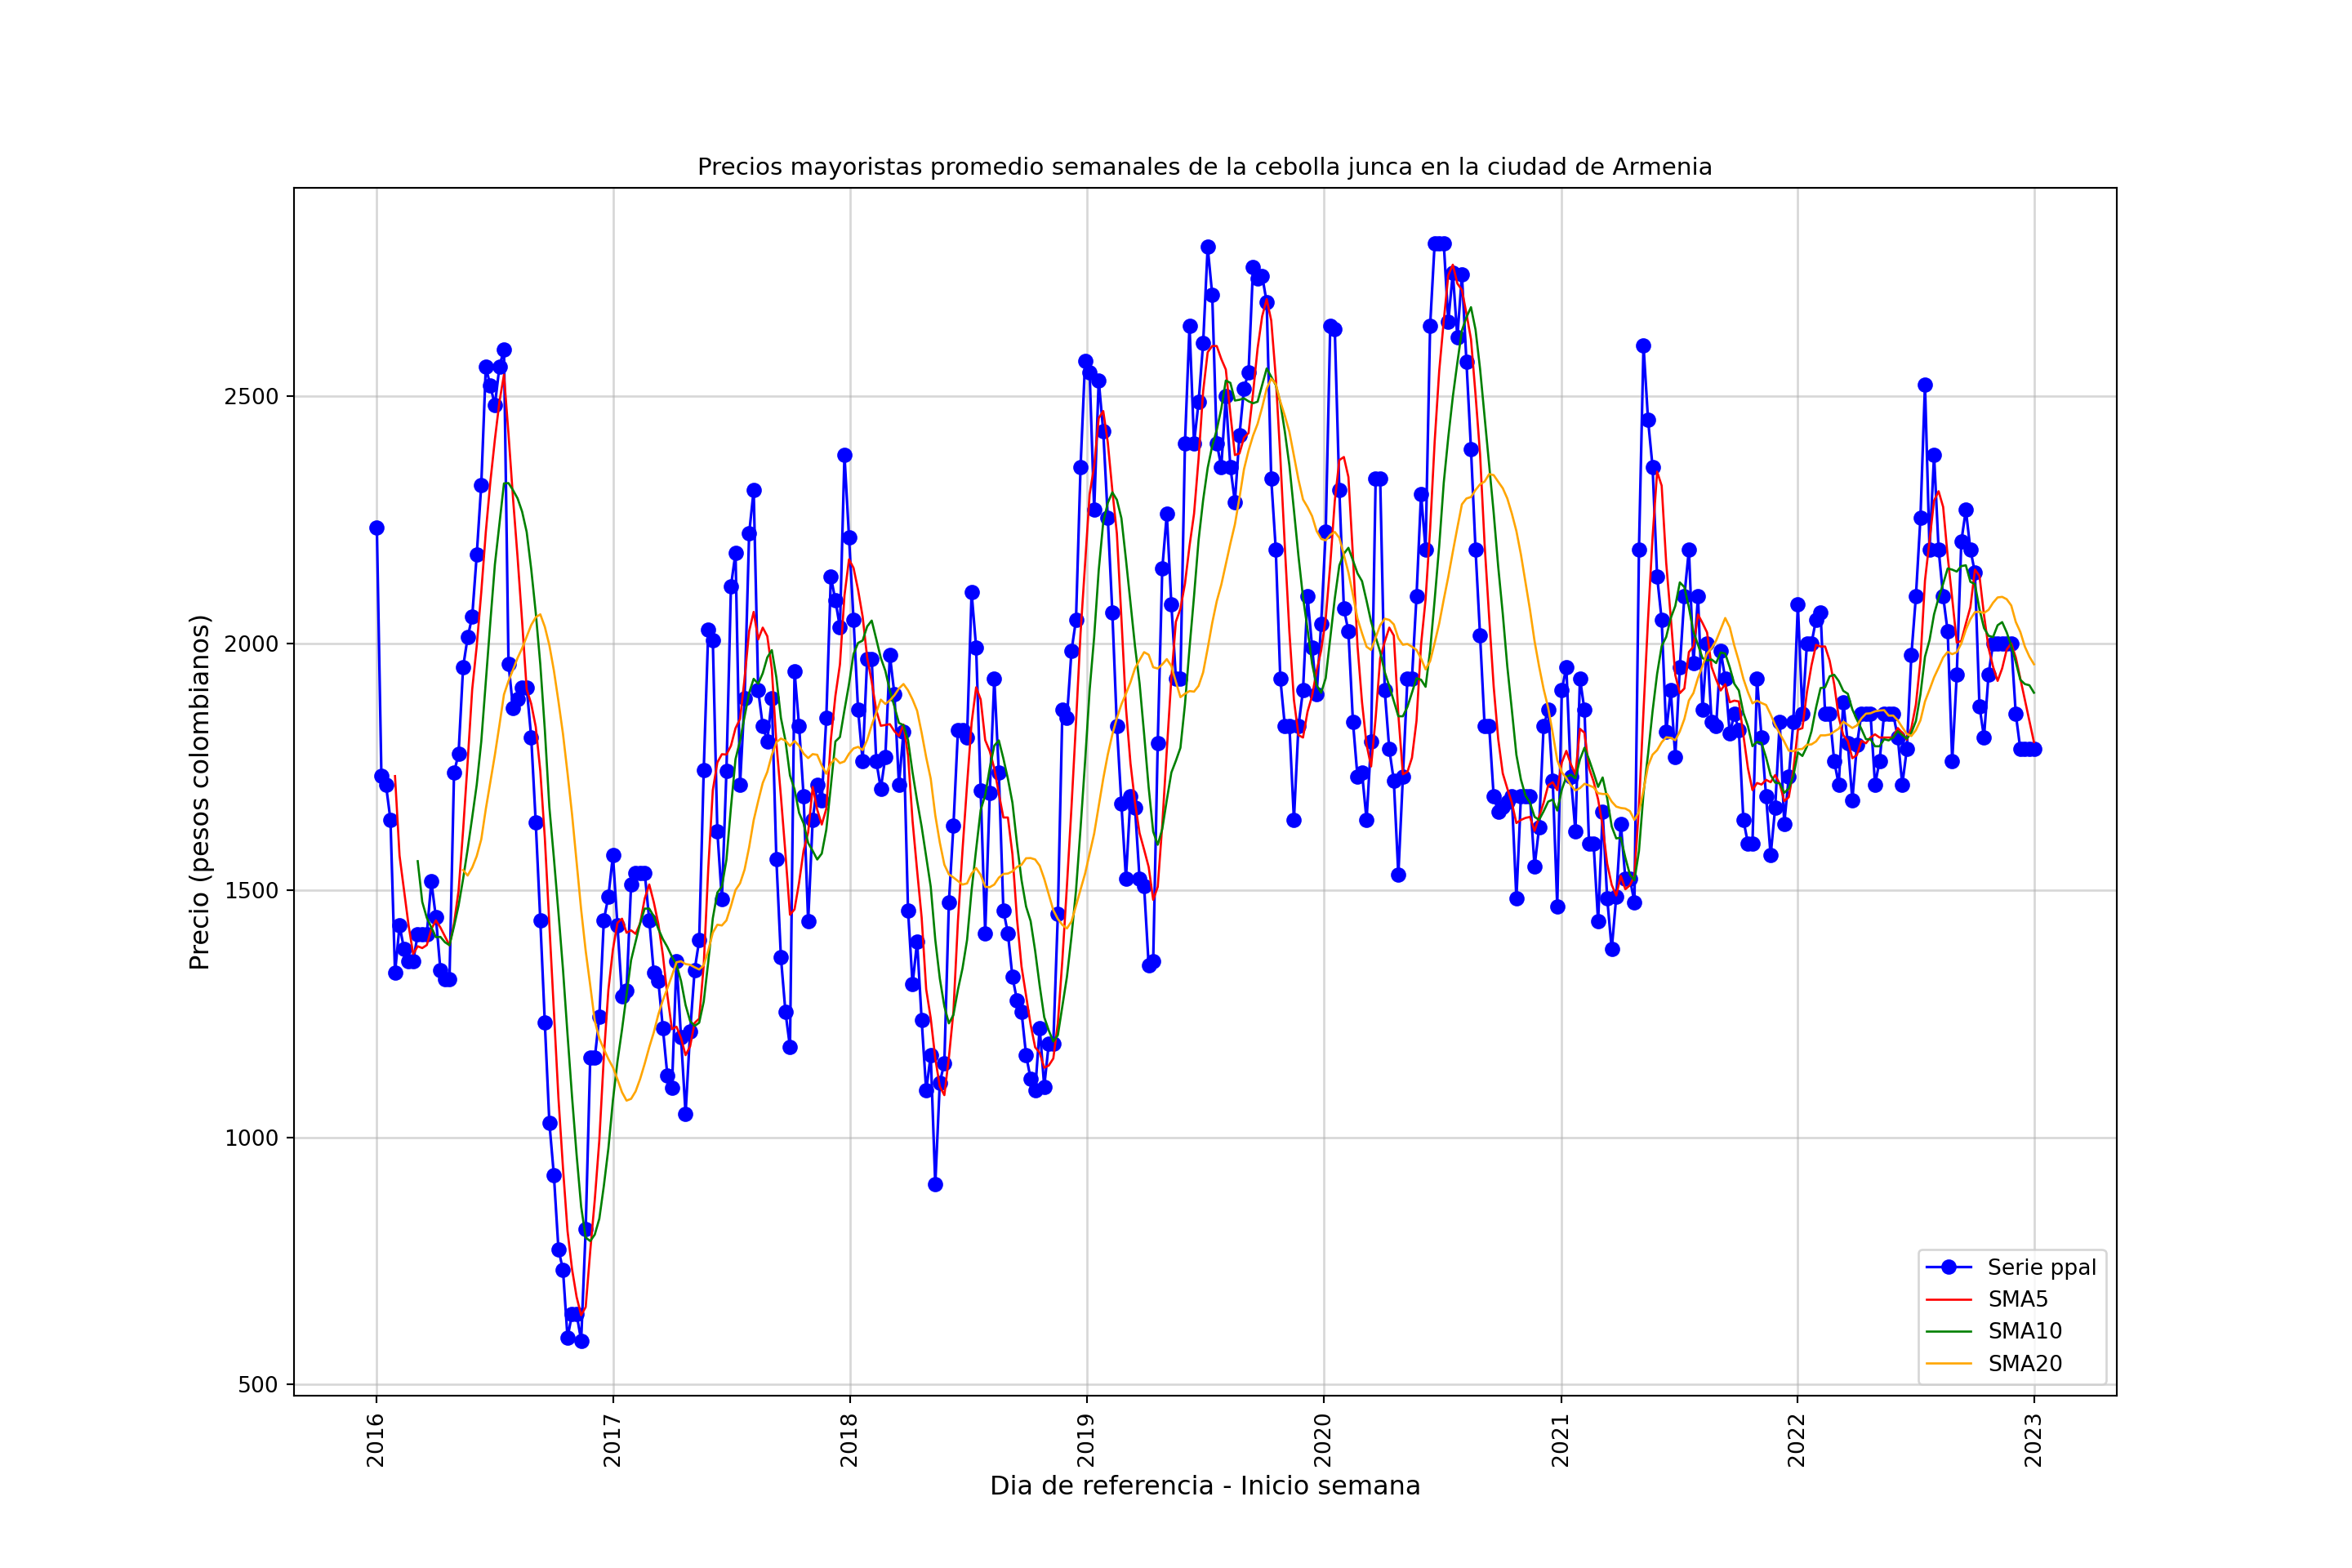 Precios mayoristas promedio semanales de la cebolla junca en la ciudad de Armenia
Precio (pesos colombianos)
2500
2000
1500
1000
500
2016
2017
2018
2019
2020
2021
2022
2023
Dia de referencia - Inicio semana
Serie ppal
SMA5
SMA10
SMA20